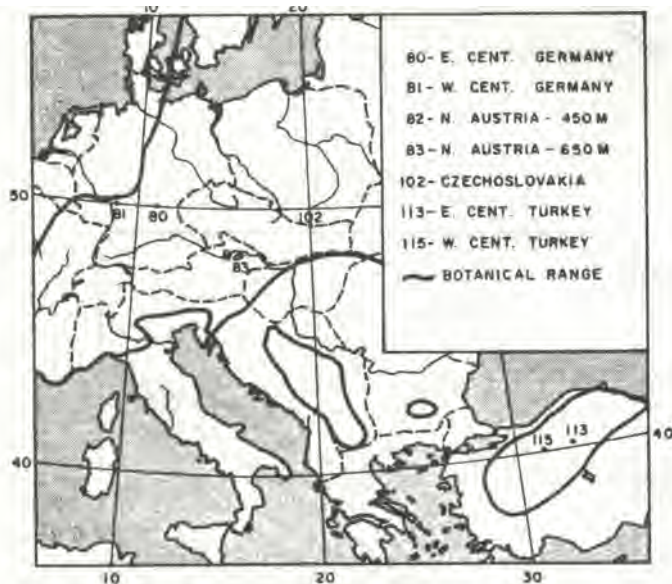 10
20
80- E. CENT. GERMANY
81- W. CENT. GERMANY
82- N. AUSTRIA - 450 M
83- N. AUSTRIA - 650 M
102- CZECHOSLOVAKIA
113- E. CENT. TURKEY
115- W. CENT. TURKEY
BOTANICAL RANGE
50
81 80
102
82
83
40
115 113
40
10
20
30